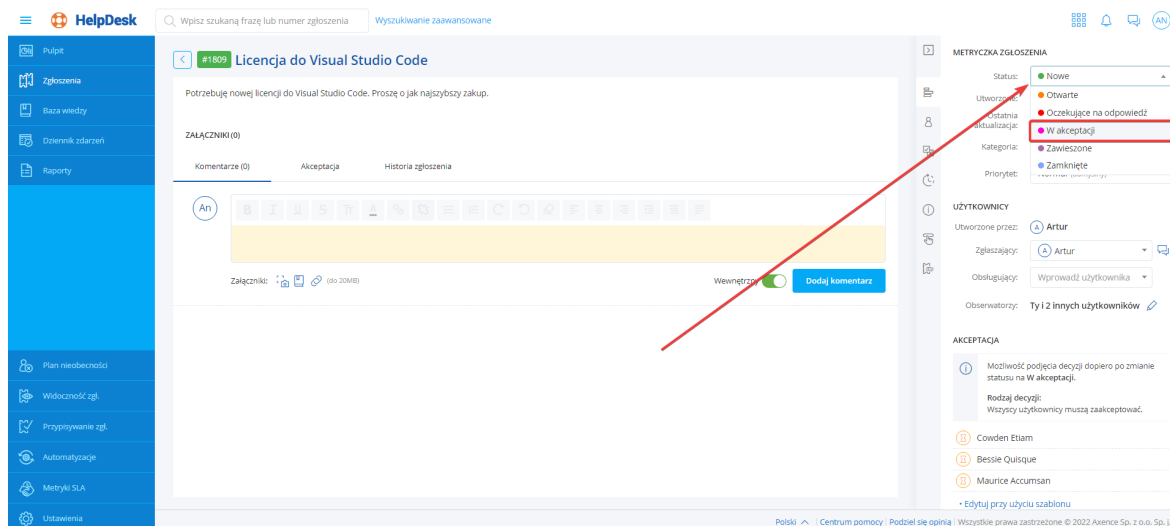 HelpDesk
Wpisz szukaną frazę lub numer zgłoszenia
Wyszukiwanie zaawansowane
AN
Pulpit
Zgłoszenia
Baza wiedzy
Dziennik zdarzeń
Raporty
Plan nieobecności
Widoczność zgł.
Przypisywanie zgł.
Automatyzacje
Metryki SLA
Ustawienia
#1809 Licencja do Visual Studio Code
Potrzebuję nowej licencji do Visual Studio Code. Proszę o jak najszybszy zakup.
ZAŁĄCZNIKI (0)
Komentarze (0) Akceptacja Historia zgłoszenia
An
Załączniki: (do 20MB)
Wewnętrzny
Dodaj komentarz
METRYCZKA ZGŁOSZENIA
Status: Nowe
Utworzone: Otwarte
Ostatnia aktualizacja: Oczekujące na odpowiedź
W akceptacji
Kategoria: Zawieszone
Zamknięte
Priorytet: Normal (domyślny)
UŻYTKOWNICY
Utworzone przez: A Artur
Zgłaszający: A Artur
Obsługujący: Wprowadź użytkownika
Obserwatorzy: Ty i 2 innych użytkowników
AKCEPTACJA
Możliwość podjęcia decyzji dopiero po zmianie
statusu na W akceptacji.
Rodzaj decyzji:
Wszyscy użytkownicy muszą zaakceptować.
Cowden Etiam
Bessie Quisque
Maurice Accumsan
• Edytuj przy użyciu szablonu
Polski | Centrum pomocy | Podziel się opinią | Wszystkie prawa zastrzeżone © 2022 Axence Sp. z o.o. Sp. j.